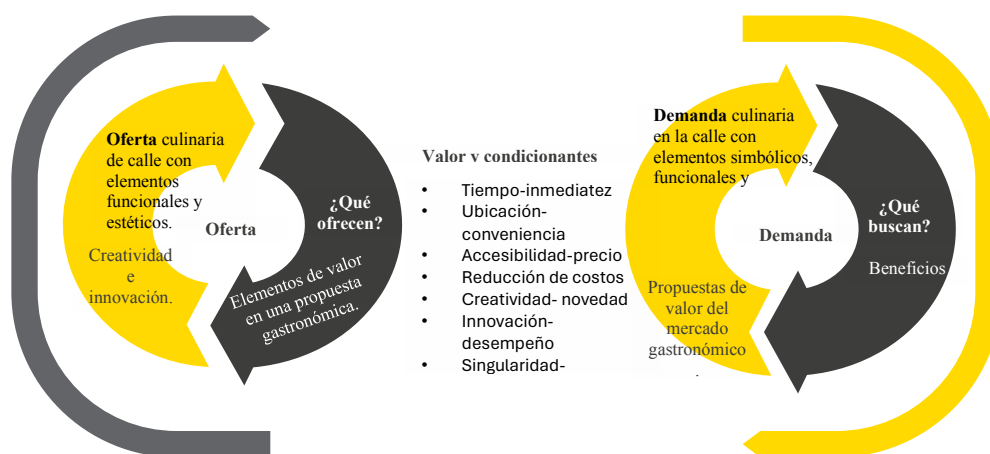 Oferta culinaria
de calle con
elementos
funcionales y
estéticos.
Creatividad
e
innovación.
Oferta
¿Qué
ofrecen?
Elementos de valor
en una propuesta
gastronómica.
Valor y condicionantes
• Tiempo-inmediatez
• Ubicación-
conveniencia
• Accesibilidad-precio
• Reducción de costos
• Creatividad- novedad
• Innovación-
desempeño
• Singularidad-
Demanda culinaria
en la calle con
elementos simbólicos,
funcionales y
Propuestas de
valor del
mercado
gastronómico
Demanda
¿Qué
buscan?
Beneficios